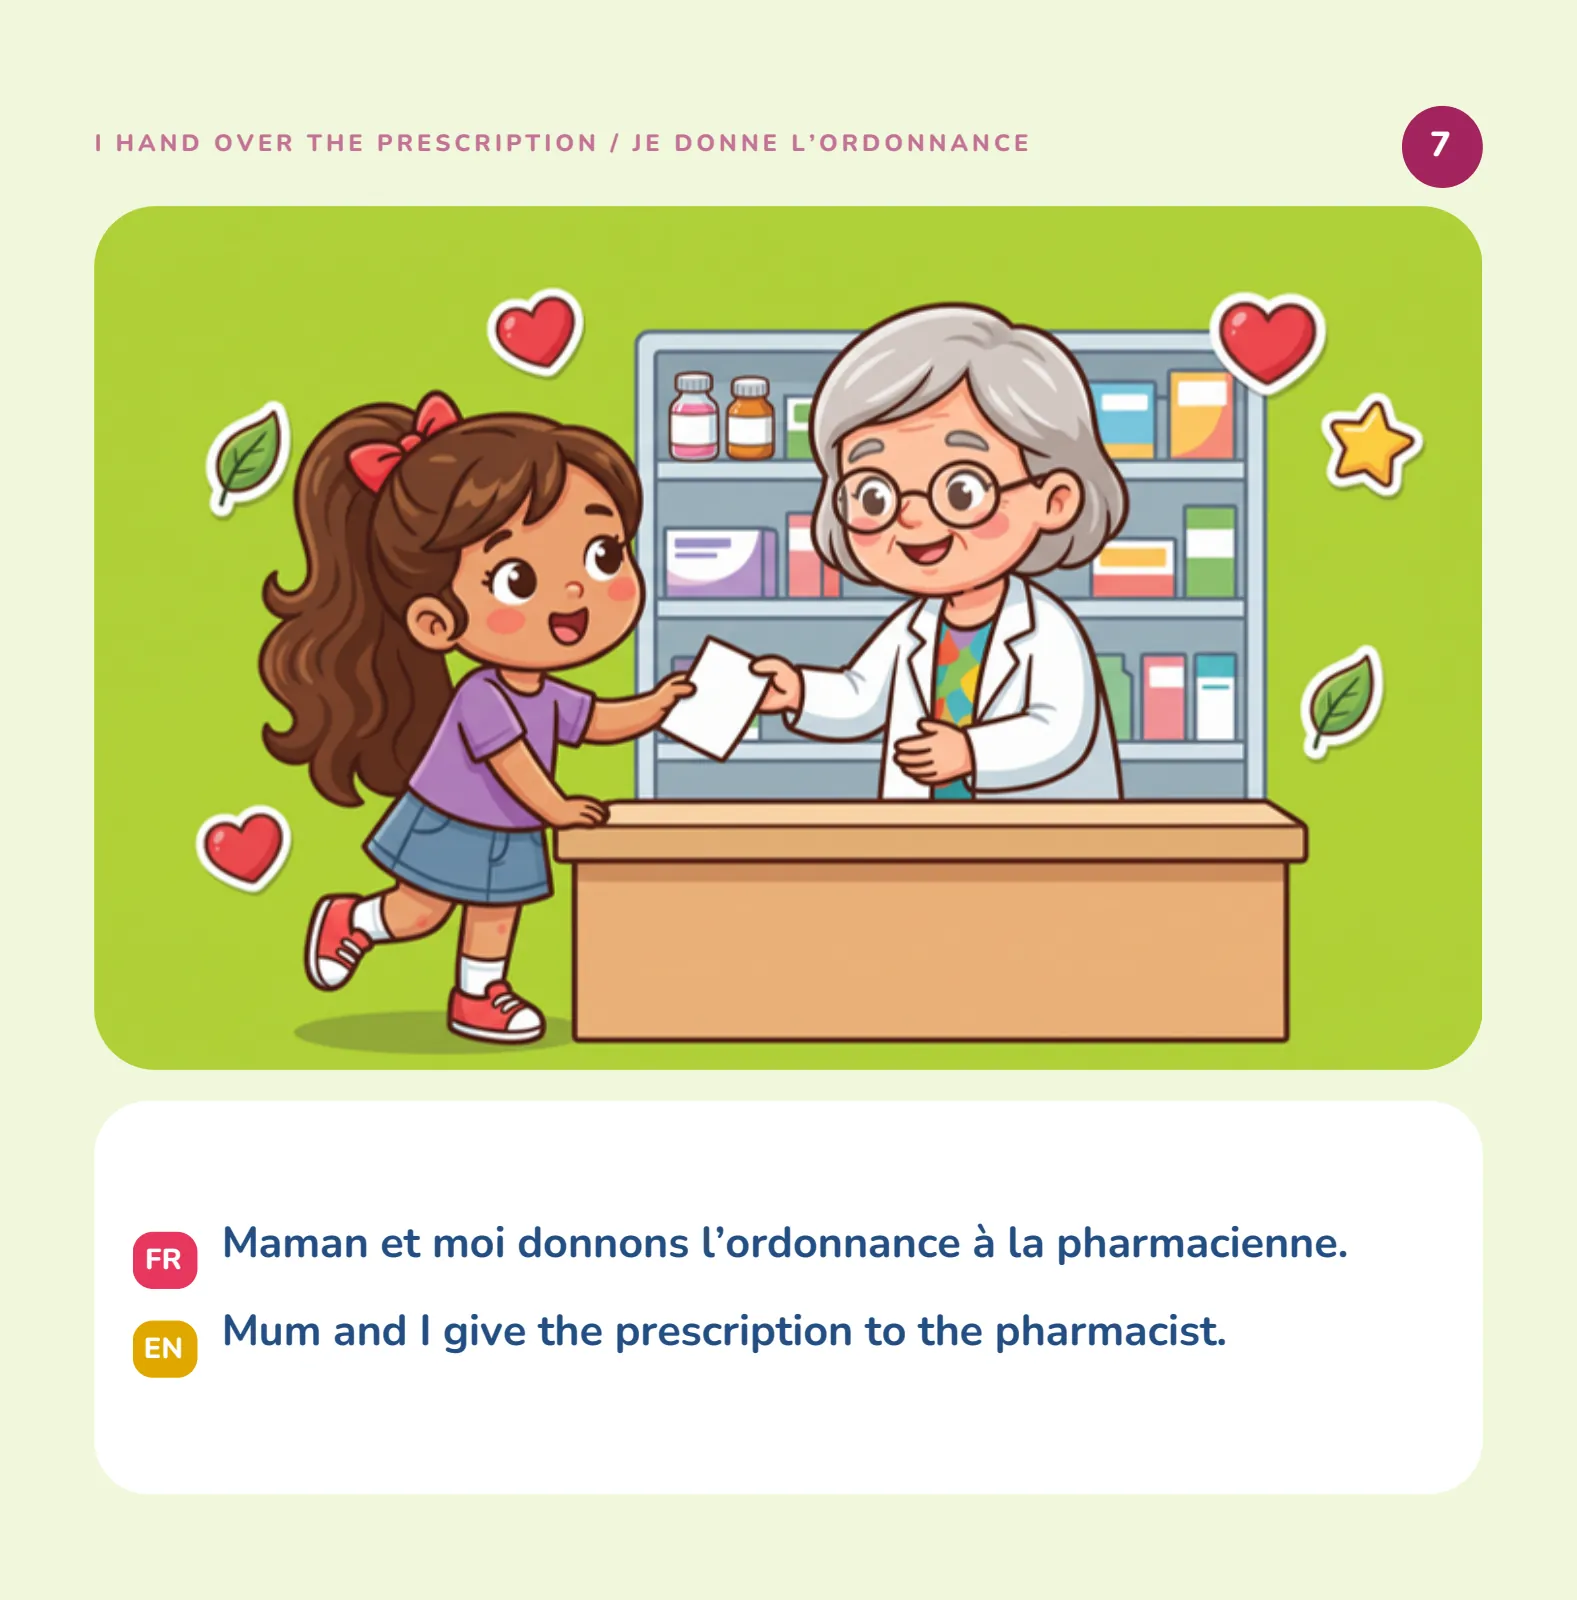 I HAND OVER THE PRESCRIPTION / JE DONNE L’ORDONNANCE
7
FR Maman et moi donnons l’ordonnance à la pharmacienne.
EN Mum and I give the prescription to the pharmacist.